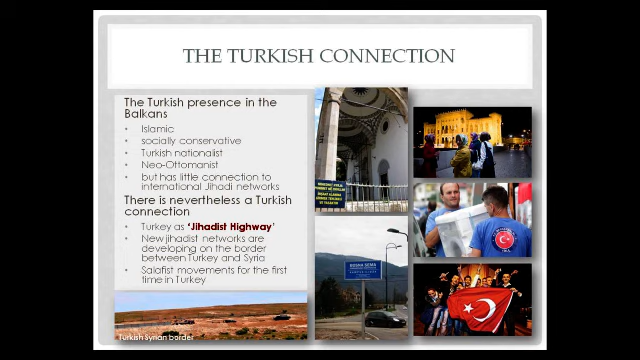 THE TURKISH CONNECTION
The Turkish presence in the
Balkans
• Islamic
• socially conservative
• Turkish nationalist
• Neo-Ottomanist
• but has little connection to
international Jihadi networks
There is nevertheless a Turkish
connection
• Turkey as 'Jihadist Highway'
• New jihadist networks are
developing on the border
between Turkey and Syria
• Salafist movements for the first
time in Turkey
Turkish Syrian border